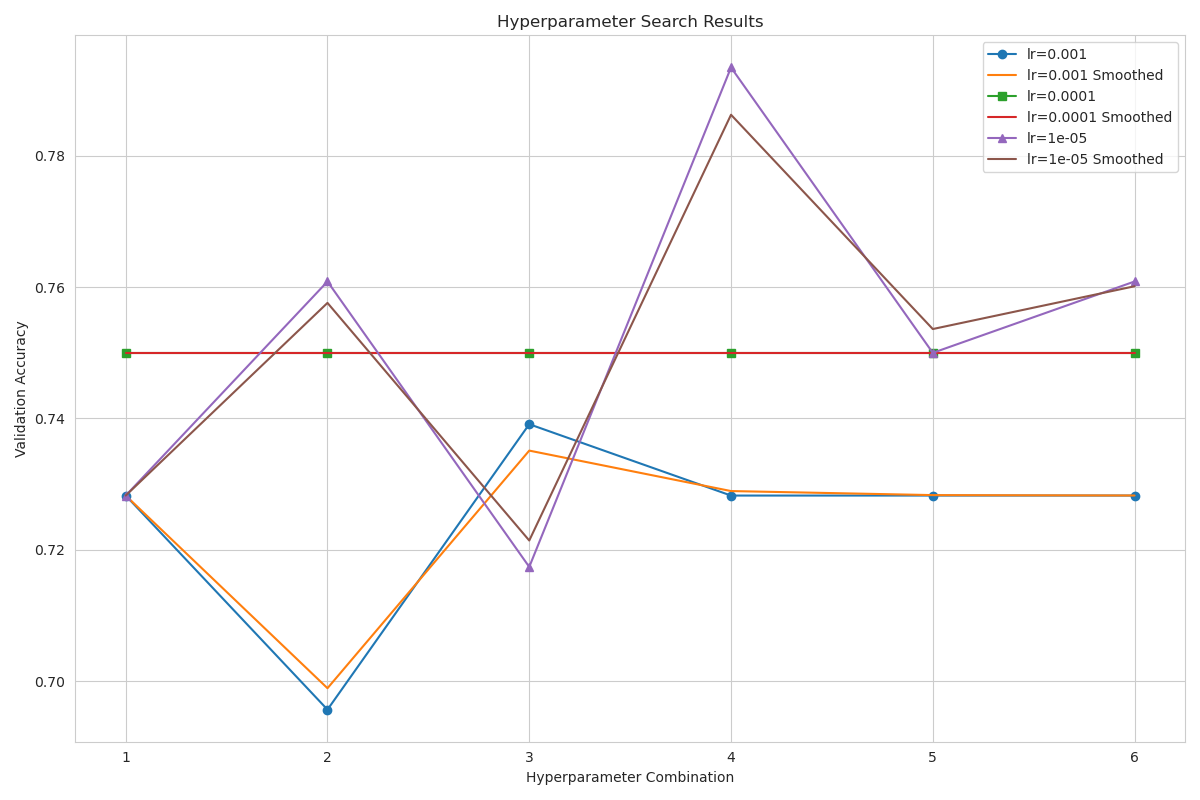 Hyperparameter Search Results
lr=0.001
lr=0.001 Smoothed
lr=0.0001
lr=0.0001 Smoothed
lr=1e-05
lr=1e-05 Smoothed
0.78
0.76
0.74
0.72
0.70
Validation Accuracy
1 2 3 4 5 6
Hyperparameter Combination